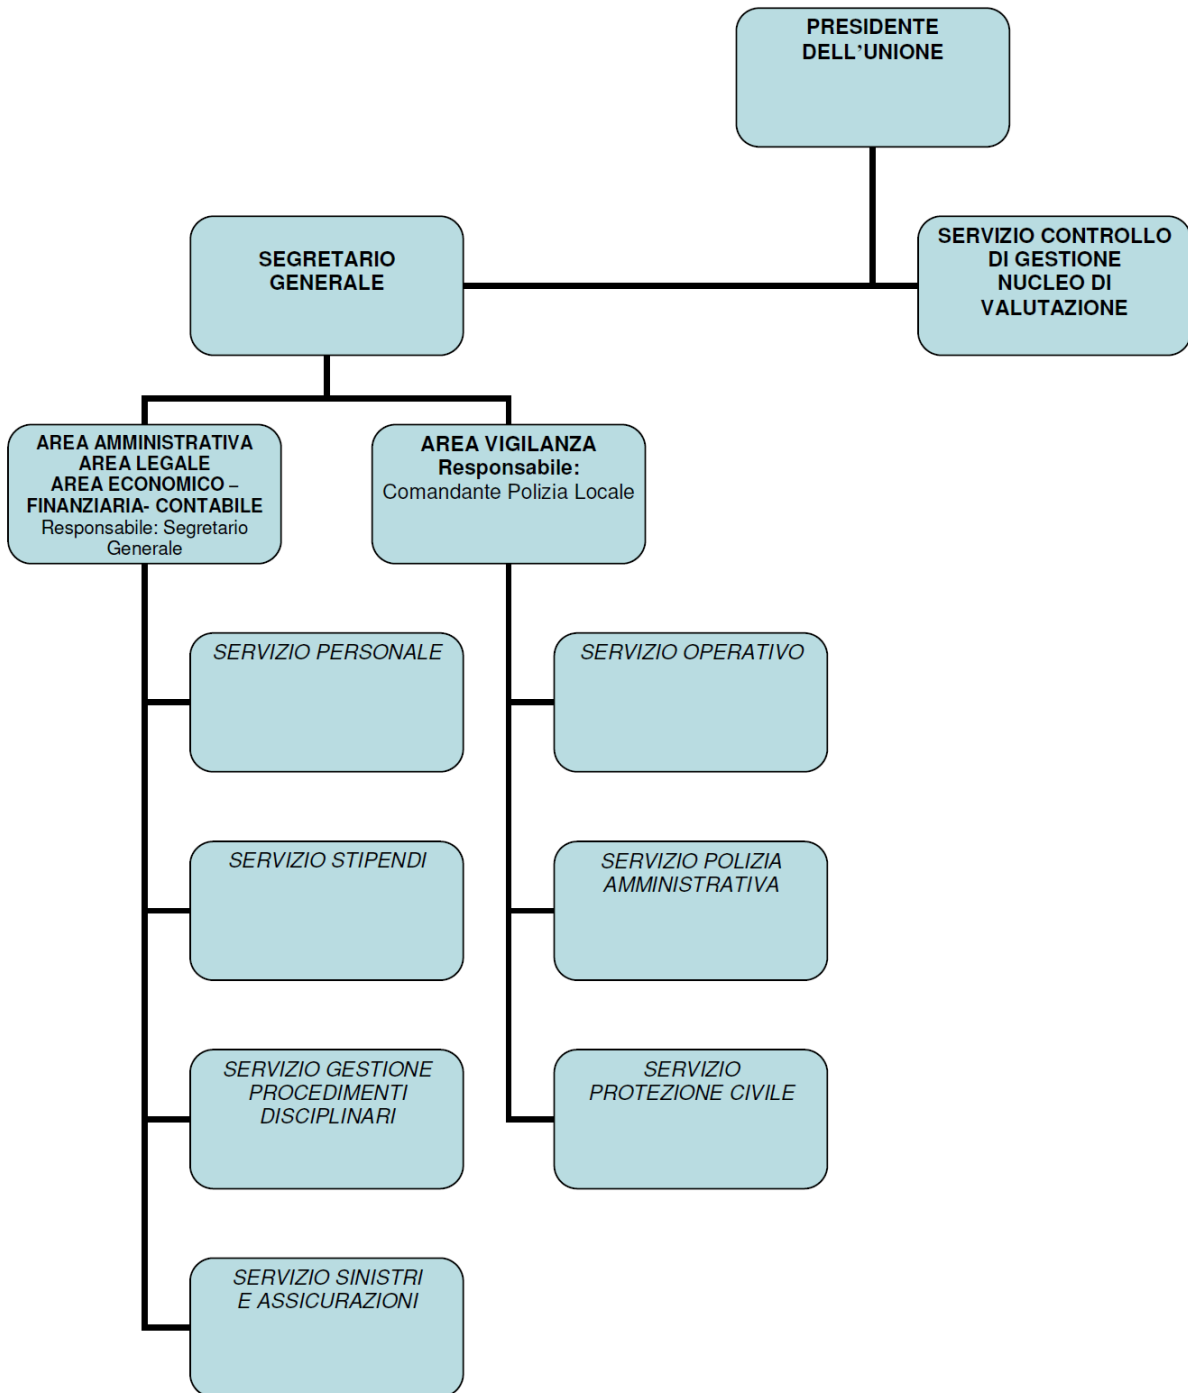 PRESIDENTE
DELL'UNIONE
SEGRETARIO
GENERALE
SERVIZIO CONTROLLO
DI GESTIONE
NUCLEO DI
VALUTAZIONE
AREA AMMINISTRATIVA
AREA LEGALE
AREA ECONOMICO –
FINANZIARIA- CONTABILE
Responsabile: Segretario
Generale
AREA VIGILANZA
Responsabile:
Comandante Polizia Locale
SERVIZIO PERSONALE
SERVIZIO OPERATIVO
SERVIZIO STIPENDI
SERVIZIO POLIZIA
AMMINISTRATIVA
SERVIZIO GESTIONE
PROCEDIMENTI
DISCIPLINARI
SERVIZIO
PROTEZIONE CIVILE
SERVIZIO SINISTRI
E ASSICURAZIONI